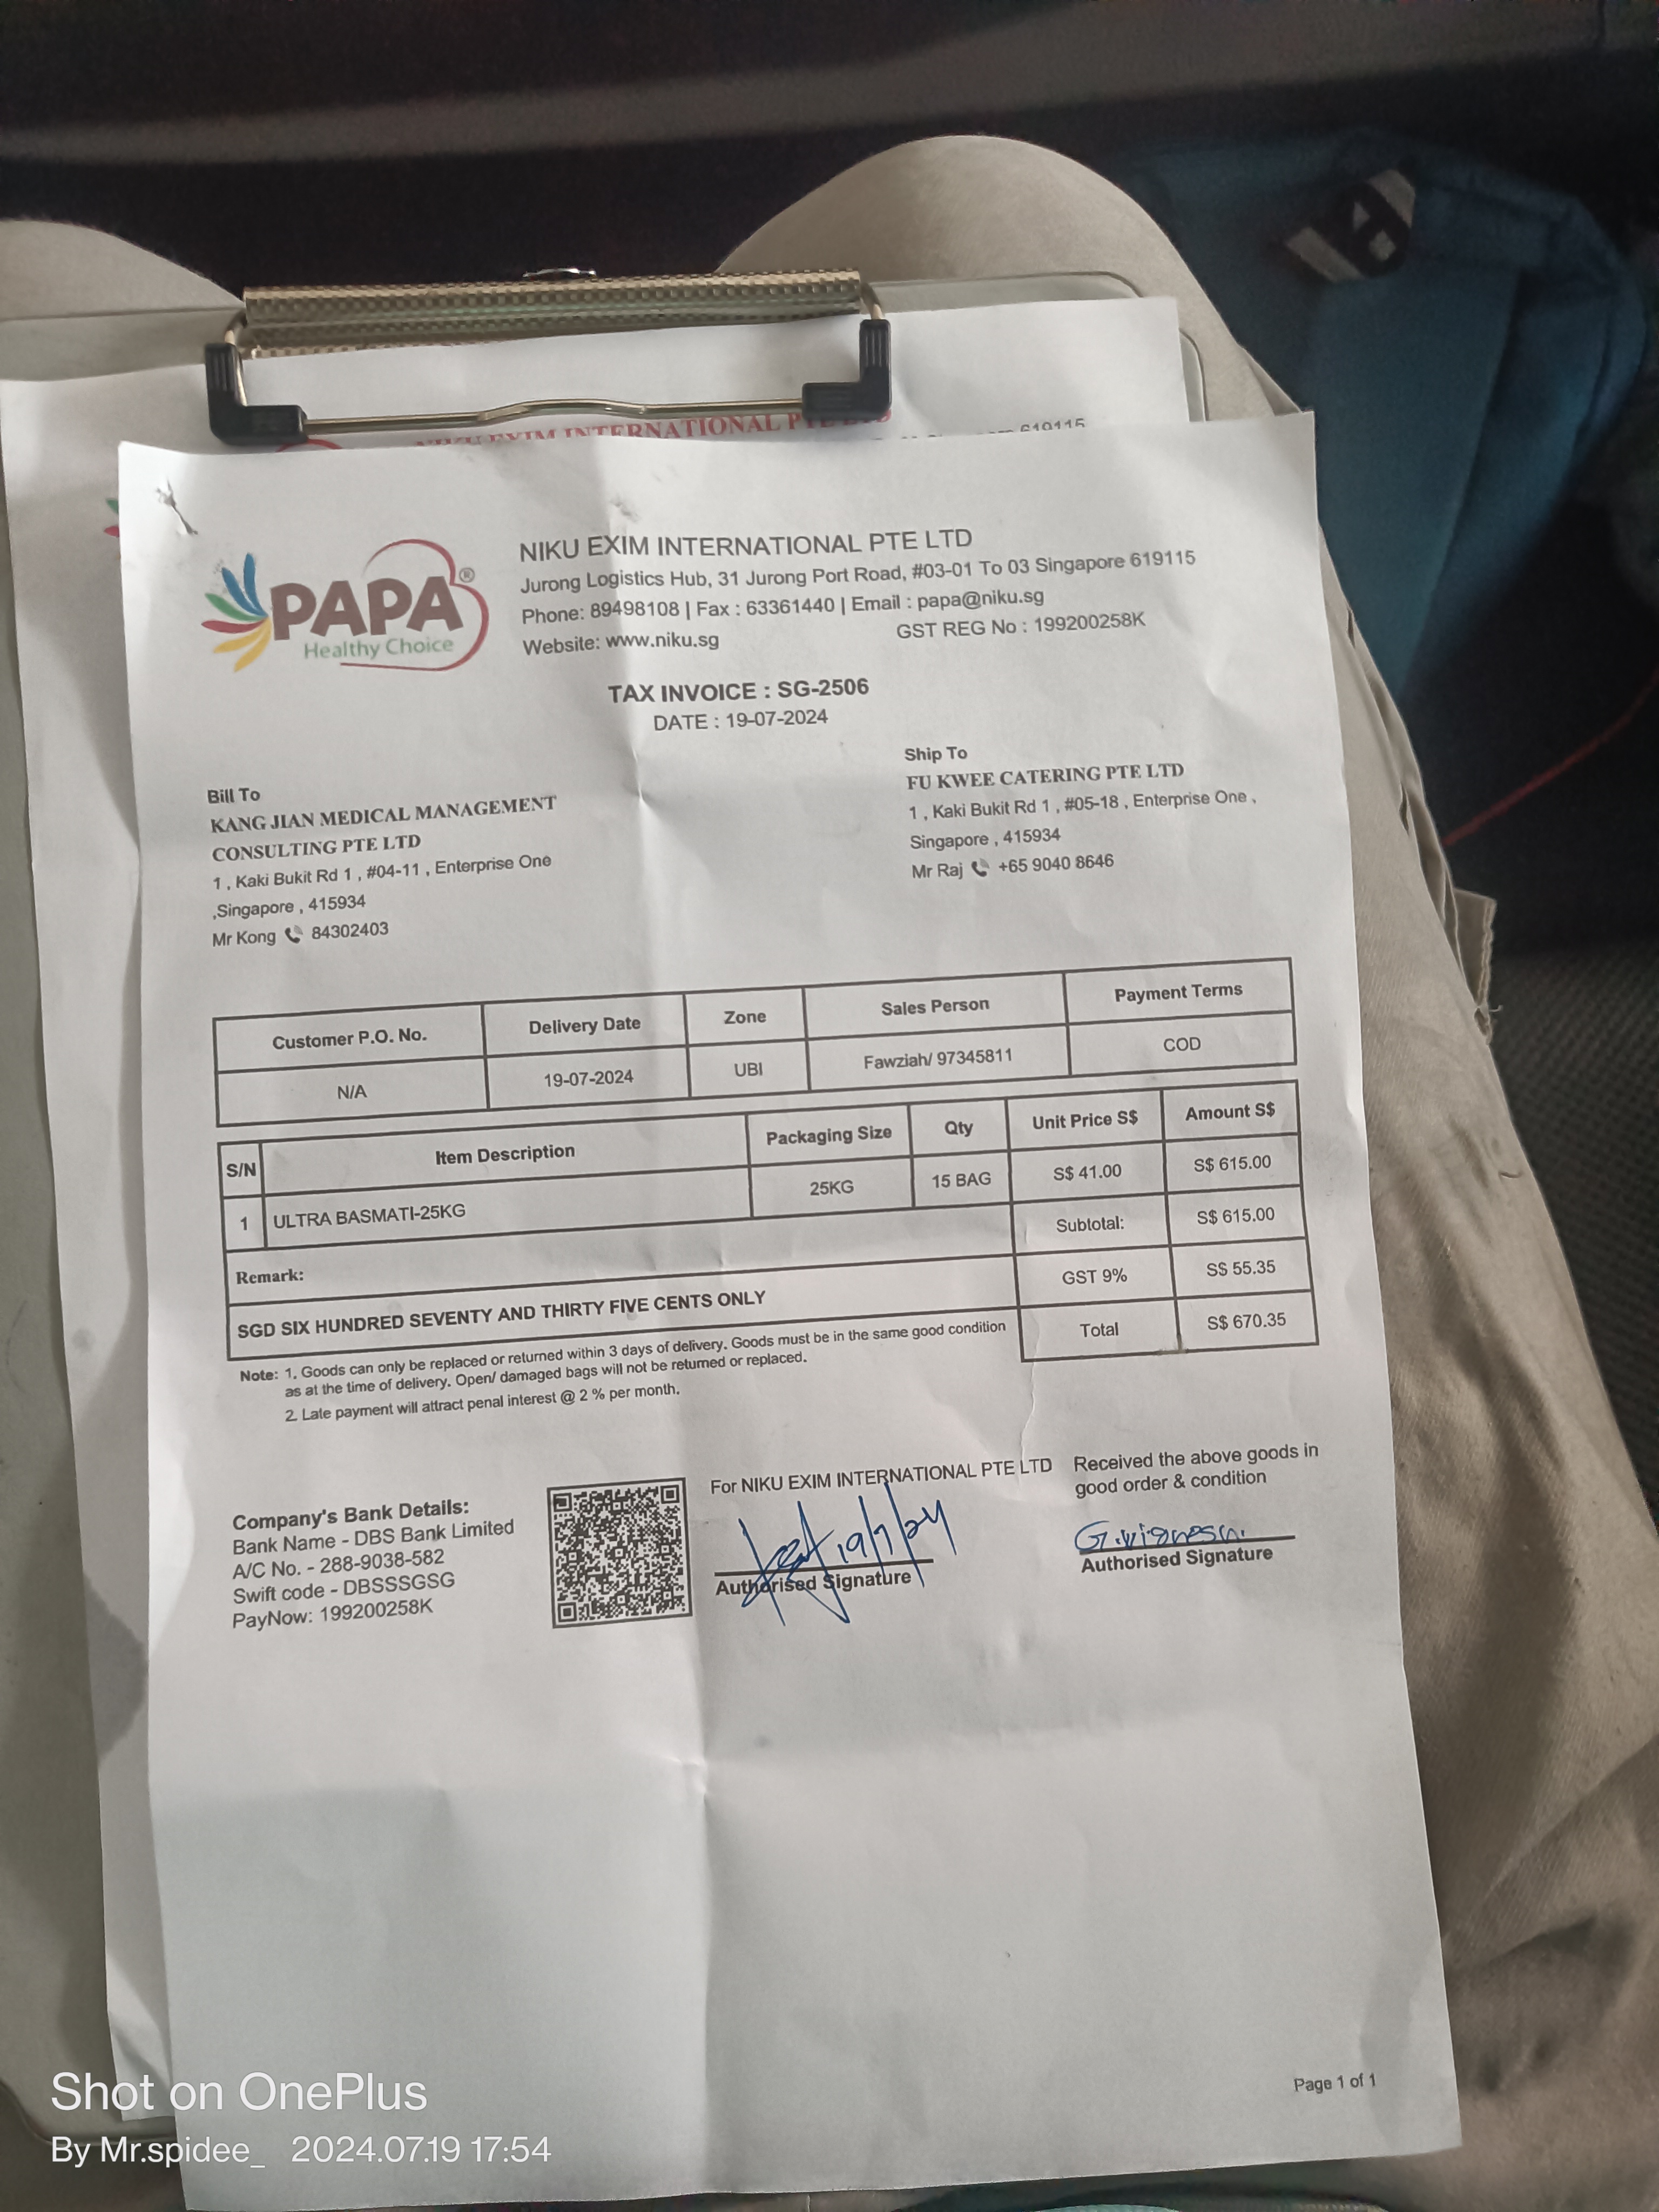 NIKU EXIM INTERNATIONAL PTE LTD
619115
PAPA®
Healthy Choice
NIKU EXIM INTERNATIONAL PTE LTD
Jurong Logistics Hub, 31 Jurong Port Road, #03-01 To 03 Singapore 619115
Phone: 89498108 | Fax : 63361440 | Email : papa@niku.sg
Website: www.niku.sg GST REG No : 199200258K
TAX INVOICE : SG-2506
DATE : 19-07-2024
Bill To
KANG JIAN MEDICAL MANAGEMENT
CONSULTING PTE LTD
1 , Kaki Bukit Rd 1 , #04-11 , Enterprise One
,Singapore , 415934
Mr Kong 84302403
Ship To
FU KWEE CATERING PTE LTD
1 , Kaki Bukit Rd 1 , #05-18 , Enterprise One ,
Singapore , 415934
Mr Raj +65 9040 8646
Customer P.O. No. Delivery Date Zone Sales Person Payment Terms
N/A 19-07-2024 UBI Fawziah/ 97345811 COD
S/N Item Description Packaging Size Qty Unit Price S$ Amount S$
1 ULTRA BASMATI-25KG 25KG 15 BAG S$ 41.00 S$ 615.00
Remark: Subtotal: S$ 615.00
SGD SIX HUNDRED SEVENTY AND THIRTY FIVE CENTS ONLY GST 9% S$ 55.35
Total S$ 670.35
Note: 1. Goods can only be replaced or returned within 3 days of delivery. Goods must be in the same good condition
as at the time of delivery. Open/ damaged bags will not be returned or replaced.
2. Late payment will attract penal interest @ 2 % per month.
Company's Bank Details:
Bank Name - DBS Bank Limited
A/C No. - 288-9038-582
Swift code - DBSSSGSG
PayNow: 199200258K
For NIKU EXIM INTERNATIONAL PTE LTD
19/7/24
Authorised Signature
Received the above goods in
good order & condition
G.vignesh.
Authorised Signature
Page 1 of 1
Shot on OnePlus
By Mr.spidee_ 2024.07.19 17:54